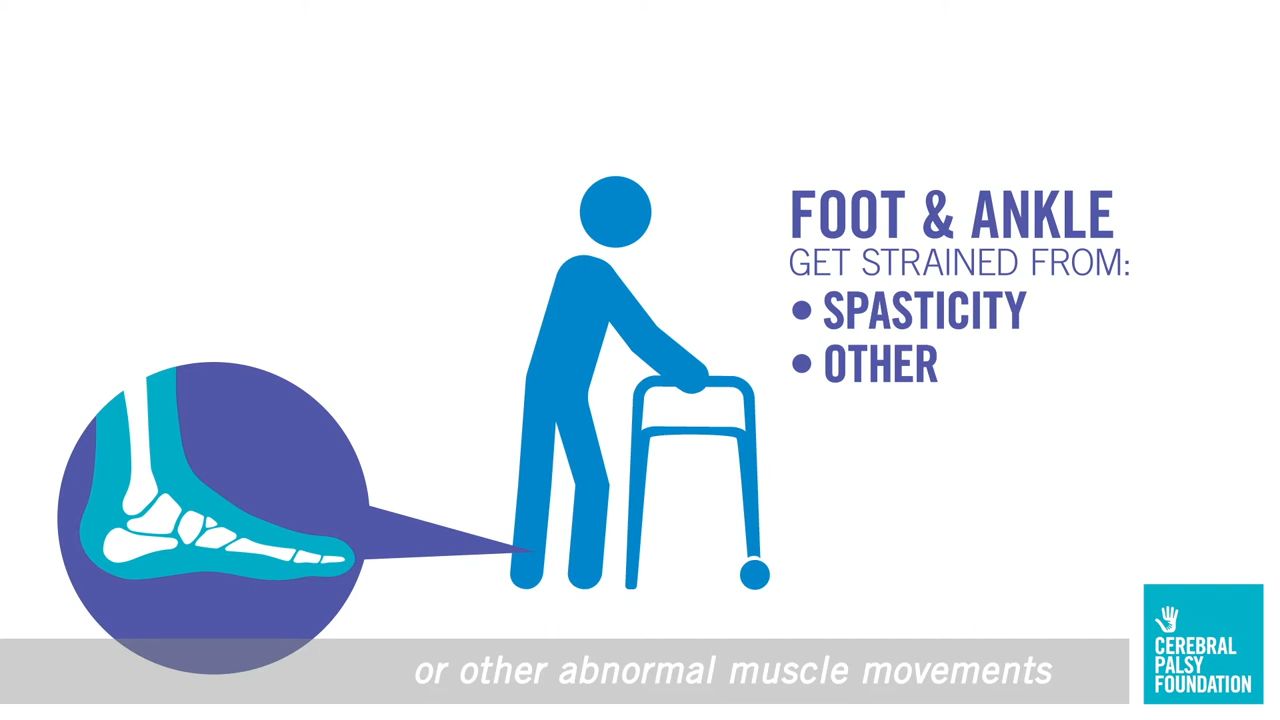 FOOT & ANKLE
GET STRAINED FROM:
• SPASTICITY
• OTHER
or other abnormal muscle movements
CEREBRAL
PALSY
FOUNDATION